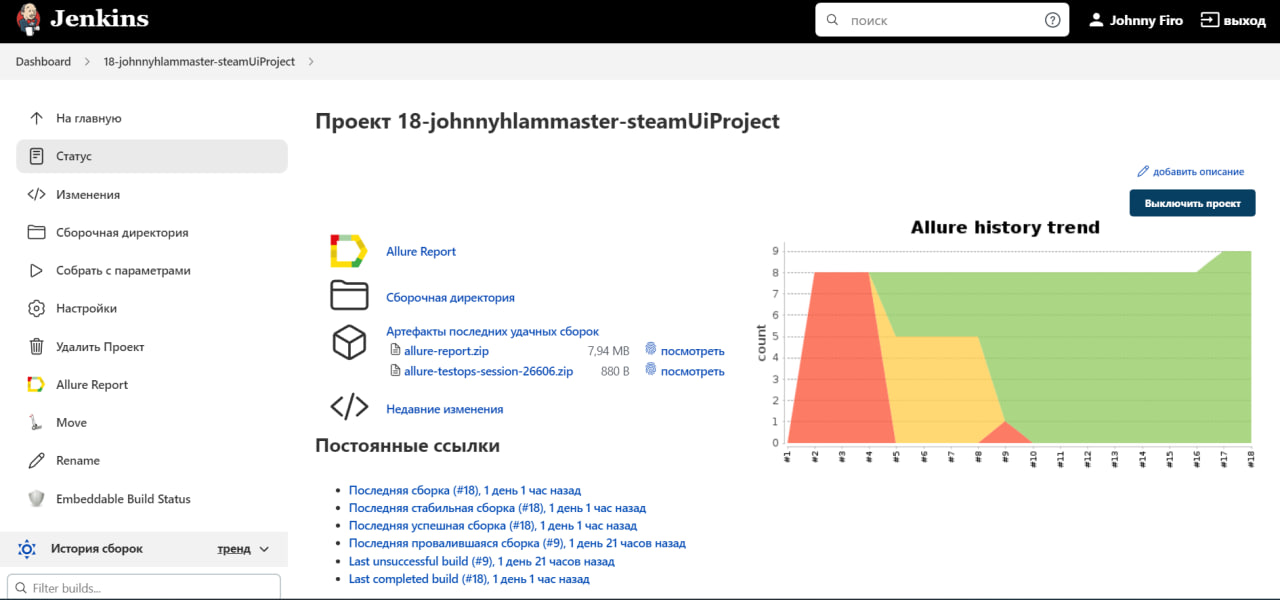 Jenkins
поиск
Johnny Firo
выход
Dashboard
18-johnnyhlammaster-steamUiProject
На главную
Статус
Изменения
Сборочная директория
Собрать с параметрами
Настройки
Удалить Проект
Allure Report
Move
Rename
Embeddable Build Status
История сборок
тренд
Filter builds...
Проект 18-johnnyhlammaster-steamUiProject
добавить описание
Выключить проект
Allure Report
Сборочная директория
Артефакты последних удачных сборок
allure-report.zip 7,94 MB посмотреть
allure-testops-session-26606.zip 880 B посмотреть
Недавние изменения
Постоянные ссылки
Последняя сборка (#18), 1 день 1 час назад
Последняя стабильная сборка (#18), 1 день 1 час назад
Последняя успешная сборка (#18), 1 день 1 час назад
Последняя провалившаяся сборка (#9), 1 день 21 часов назад
Last unsuccessful build (#9), 1 день 21 часов назад
Last completed build (#18), 1 день 1 час назад
Allure history trend
count
9
8
7
6
5
4
3
2
1
0
#1 #2 #3 #4 #5 #6 #7 #8 #9 #10 #11 #12 #13 #14 #15 #16 #17 #18